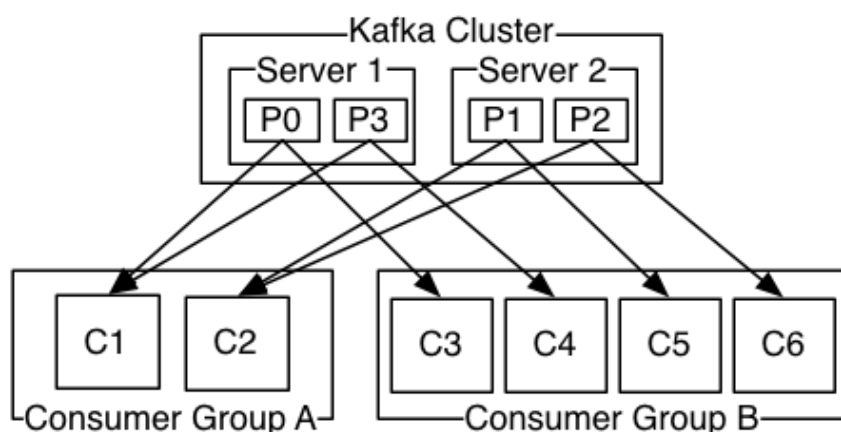 Kafka Cluster
Server 1 Server 2
P0 P3 P1 P2
C1 C2 C3 C4 C5 C6
Consumer Group A Consumer Group B